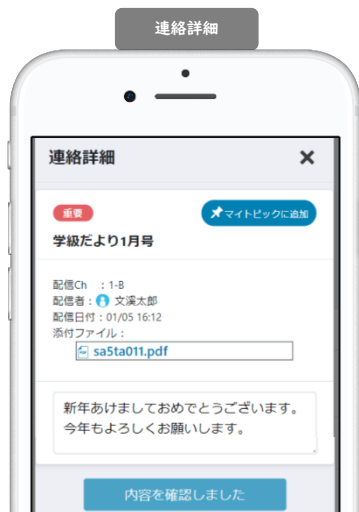 連絡詳細
連絡詳細 ×
重要
マイトピックに追加
学級だより1月号
配信Ch :1-B
配信者: 文溪太郎
配信日付:01/05 16:12
添付ファイル:
sa5ta011.pdf
新年あけましておめでとうございます。
今年もよろしくお願いします。
内容を確認しました